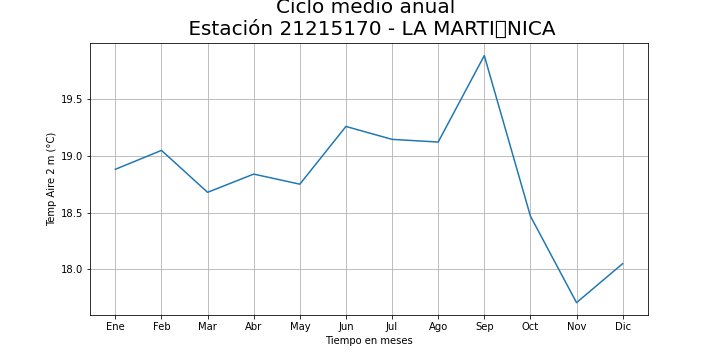 Ciclo medio anual
Estación 21215170 - LA MARTI▯NICA
Temp Aire 2 m (°C)
19.5
19.0
18.5
18.0
Ene Feb Mar Abr May Jun Jul Ago Sep Oct Nov Dic
Tiempo en meses